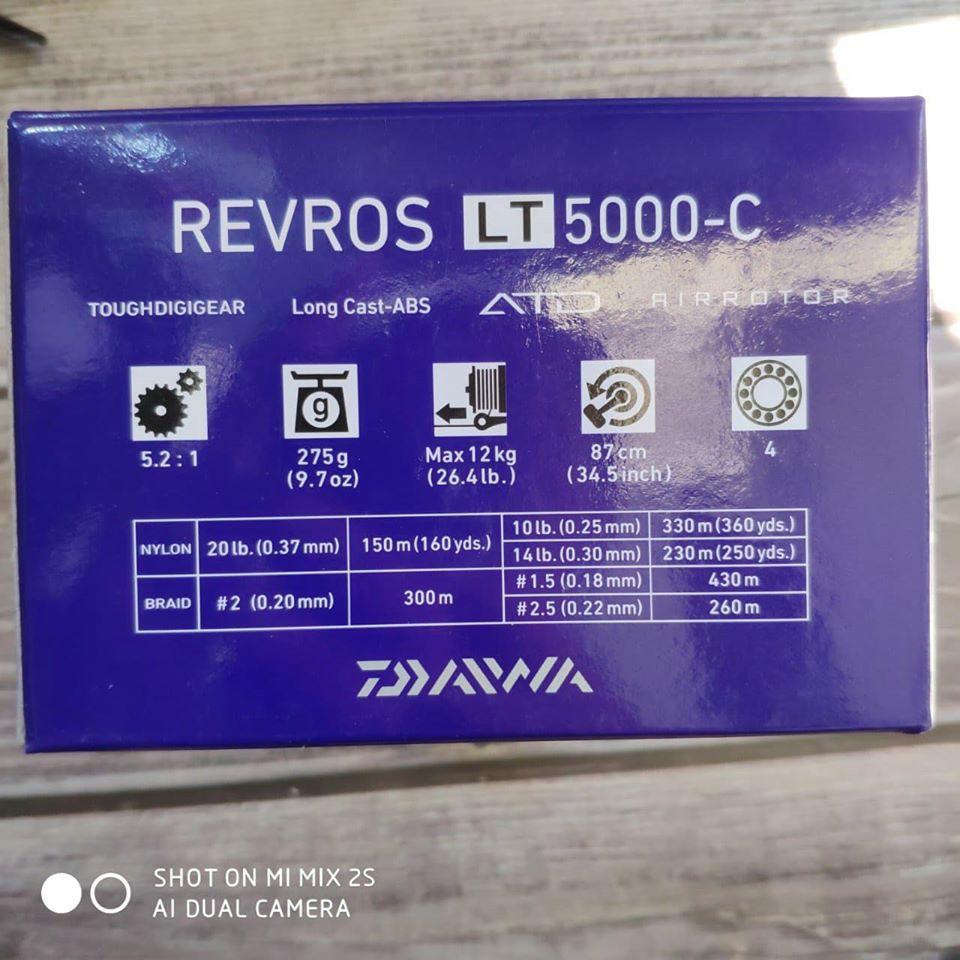 REVROS LT 5000-C
TOUGHDIGIGEAR Long Cast-ABS ATD AIRROTOR
g
5.2 : 1 275g Max 12kg 87cm 4
(9.7oz) (26.4lb.) (34.5inch)
NYLON 20lb. (0.37mm) 150m (160yds.) 10lb. (0.25mm) 330m (360yds.)
14lb. (0.30mm) 230m (250yds.)
BRAID #2 (0.20mm) 300m #1.5 (0.18mm) 430m
#2.5 (0.22mm) 260m
DAIWA
SHOT ON MI MIX 2S
AI DUAL CAMERA